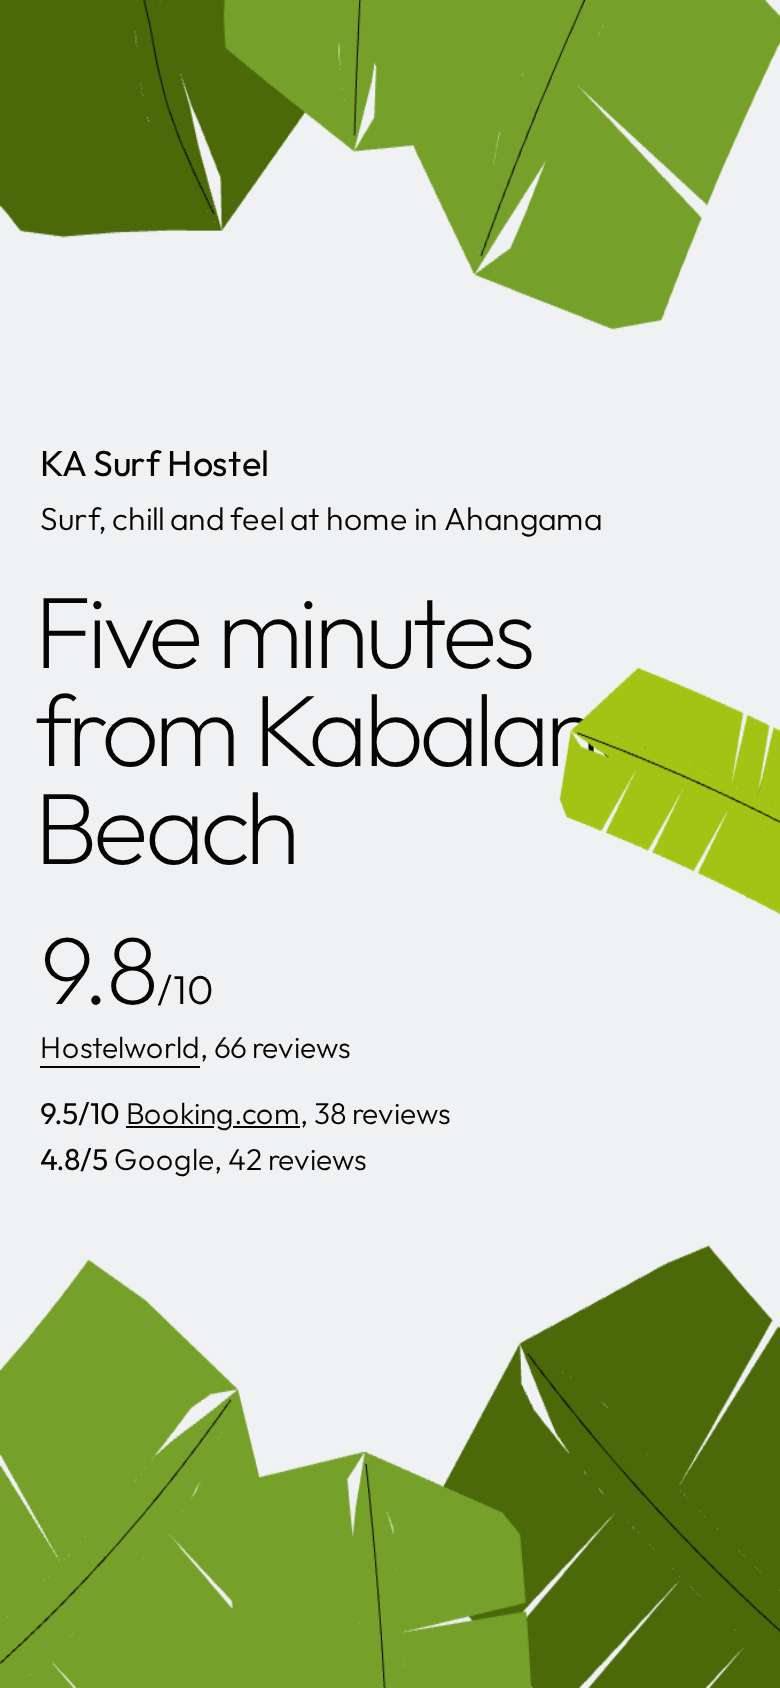 KA Surf Hostel
Surf, chill and feel at home in Ahangama
Five minutes
from
Beach
9.8/10
Hostelworld, 66 reviews
9.5/10 Booking.com, 38 reviews
4.8/5 Google, 42 reviews